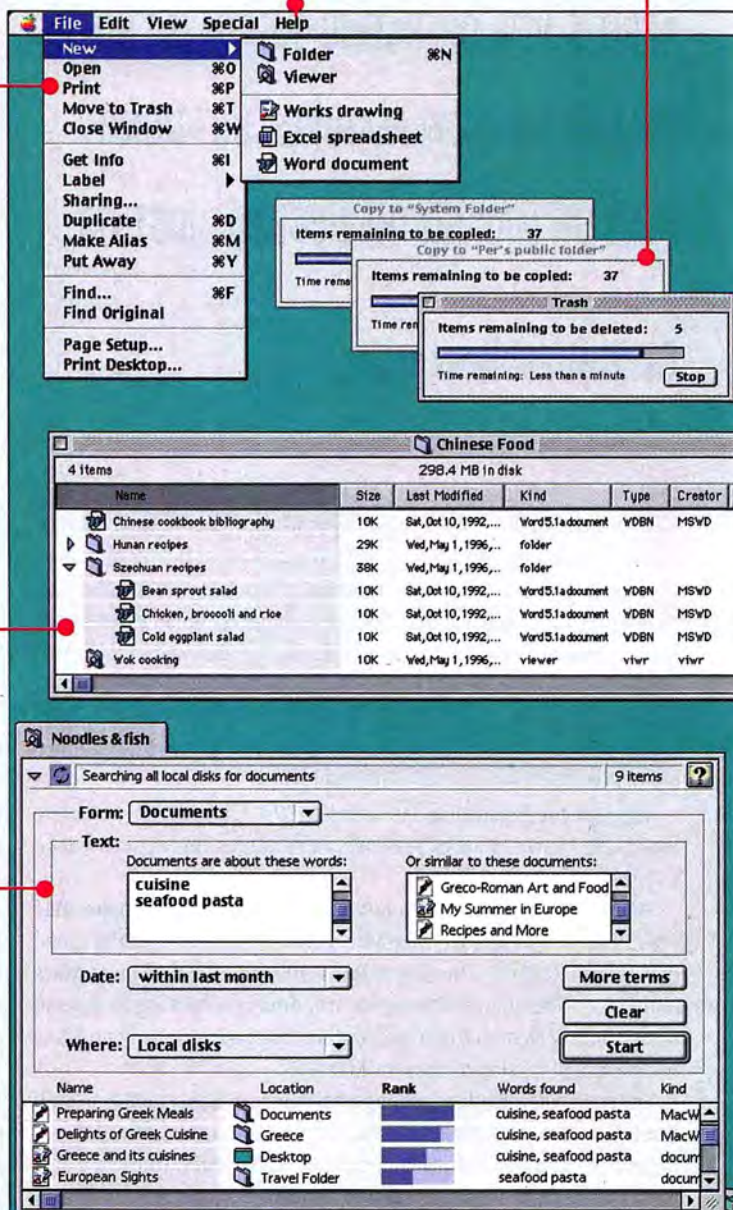 File Edit View Special Help
New
Open ⌘O
Print ⌘P
Move to Trash ⌘T
Close Window ⌘W
Get Info ⌘I
Label
Sharing...
Duplicate ⌘D
Make Alias ⌘M
Put Away ⌘Y
Find... ⌘F
Find Original
Page Setup...
Print Desktop...
Folder ⌘N
Viewer
Works drawing
Excel spreadsheet
Word document
Copy to "System Folder"
Items remaining to be copied: 37
Time rema
Copy to "Per's public folder"
Items remaining to be copied: 37
Time ren
Trash
Items remaining to be deleted: 5
Time remaining: Less than a minute Stop
Chinese Food
4 items 298.4 MB in disk
Name Size Last Modified Kind Type Creator
Chinese cookbook bibliography 10K Sat, Oct 10, 1992,... Word 5.1a document WDBN MSWD
Hunan recipes 29K Wed, May 1, 1996,... folder
Szechuan recipes 38K Wed, May 1, 1996,... folder
Bean sprout salad 10K Sat, Oct 10, 1992,... Word 5.1a document WDBN MSWD
Chicken, broccoli and rice 10K Sat, Oct 10, 1992,... Word 5.1a document WDBN MSWD
Cold eggplant salad 10K Sat, Oct 10, 1992,... Word 5.1a document WDBN MSWD
Wok cooking 10K Wed, May 1, 1996,... viewer viwr viwr
Noodles & fish
Searching all local disks for documents 9 items ?
Form: Documents
Text:
Documents are about these words: Or similar to these documents:
cuisine
seafood pasta
Greco-Roman Art and Food
My Summer in Europe
Recipes and More
Date: within last month More terms
Clear
Where: Local disks Start
Name Location Rank Words found Kind
Preparing Greek Meals Documents cuisine, seafood pasta MacW
Delights of Greek Cuisine Greece cuisine, seafood pasta MacW
Greece and its cuisines Desktop cuisine, seafood pasta docum
European Sights Travel Folder seafood pasta docum